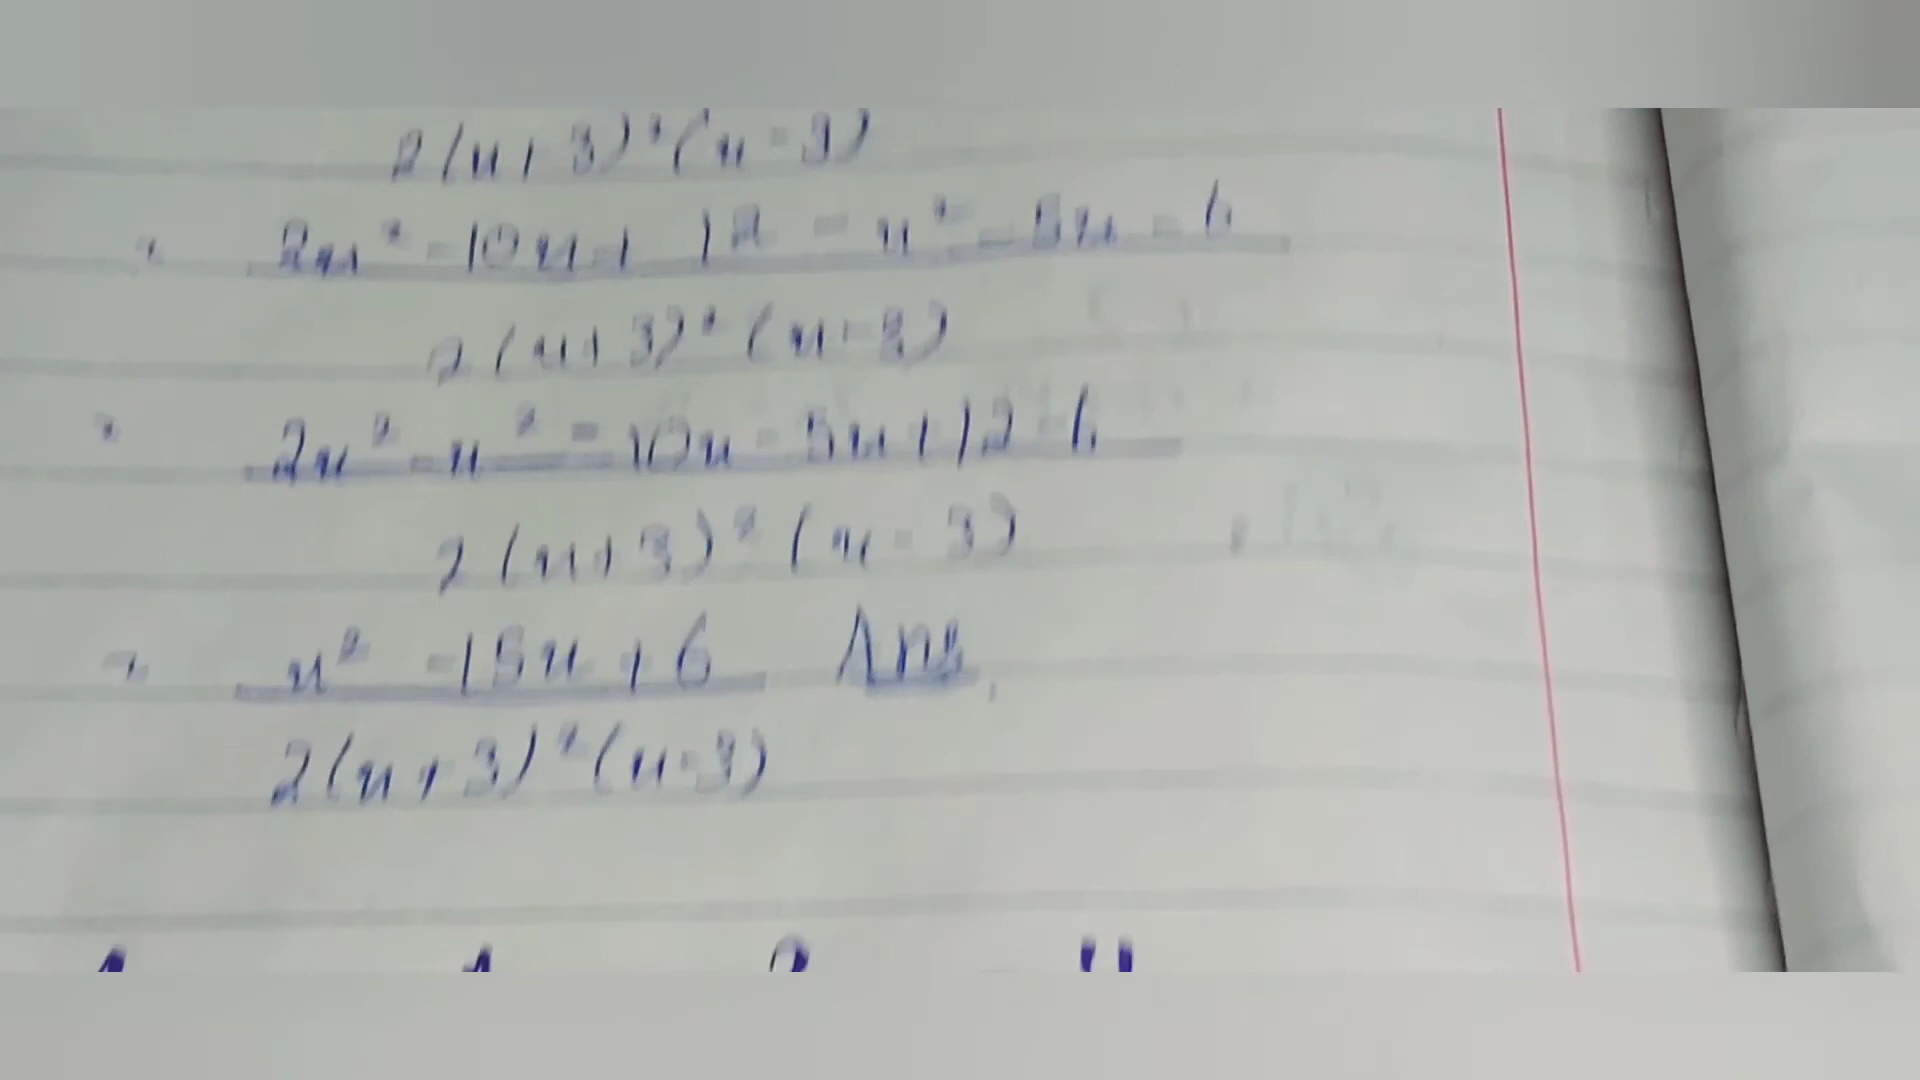 2(x+3)²(x-3)
= 2x² - 10x + 12 - x² - 5x - 6
2(x+3)²(x-3)
= 2x² - x² - 10x - 5x + 12 - 6
2(x+3)²(x-3)
= x² - 15x + 6 Ans,
2(x+3)²(x-3)